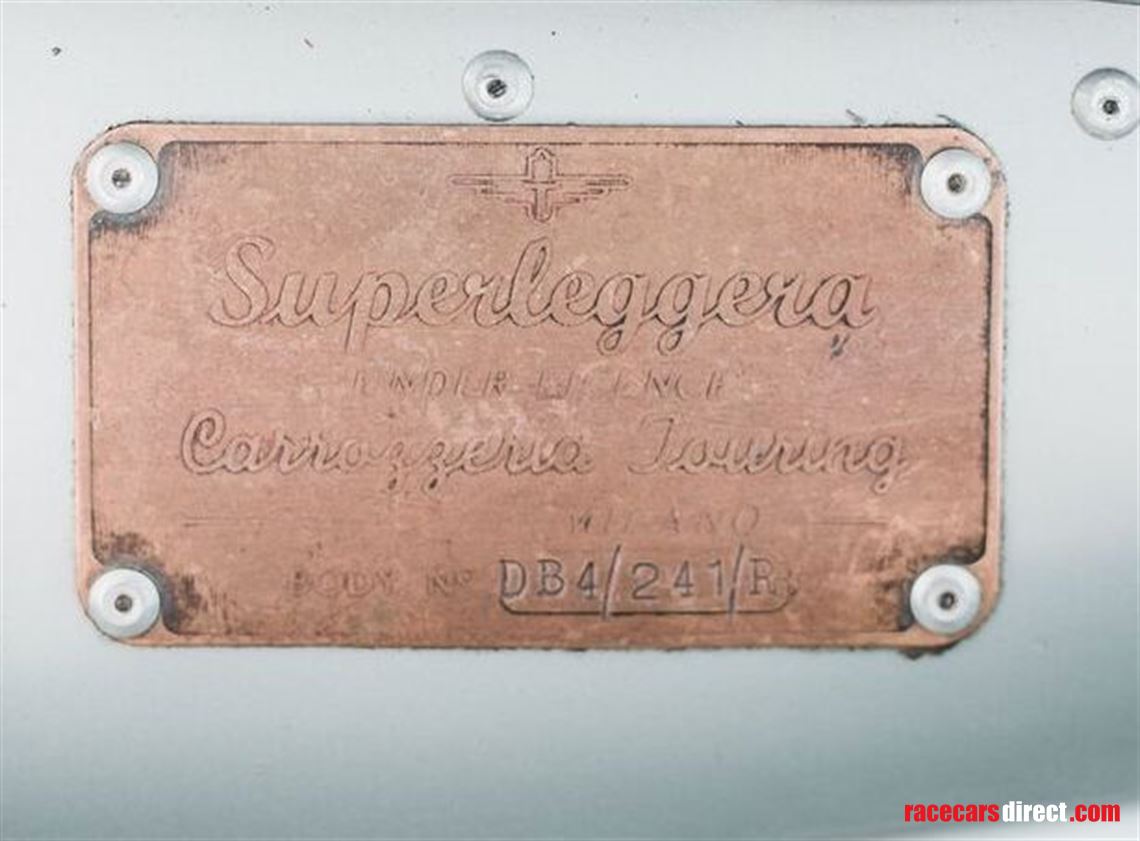 Superleggera
UNDER LICENCE
Carrozzeria Touring
MILANO
BODY No DB4/241/R
racecarsdirect.com